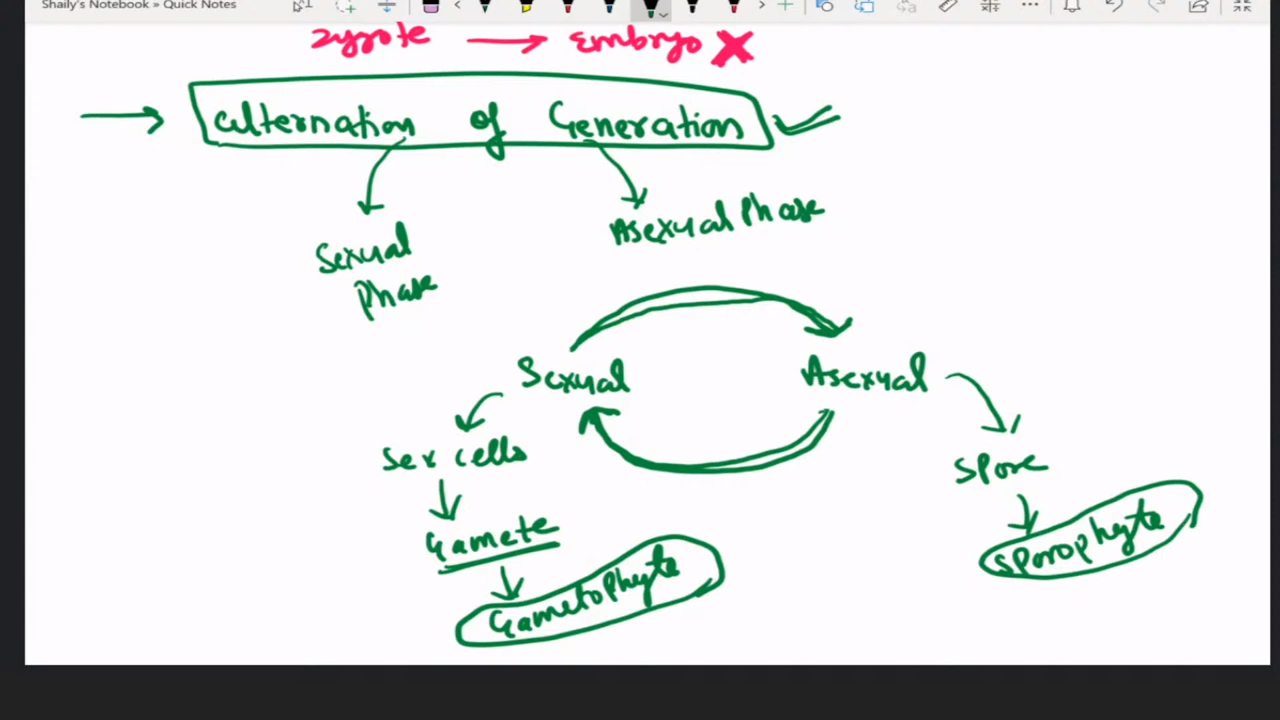 Shaily's Notebook » Quick Notes
Zygote → Embryo ✗
→ Alternation of Generation ✓
Sexual Phase
Asexual Phase
Sexual
Asexual
Sex cells
Spore
Gamete
Sporophyte
Gametophyte